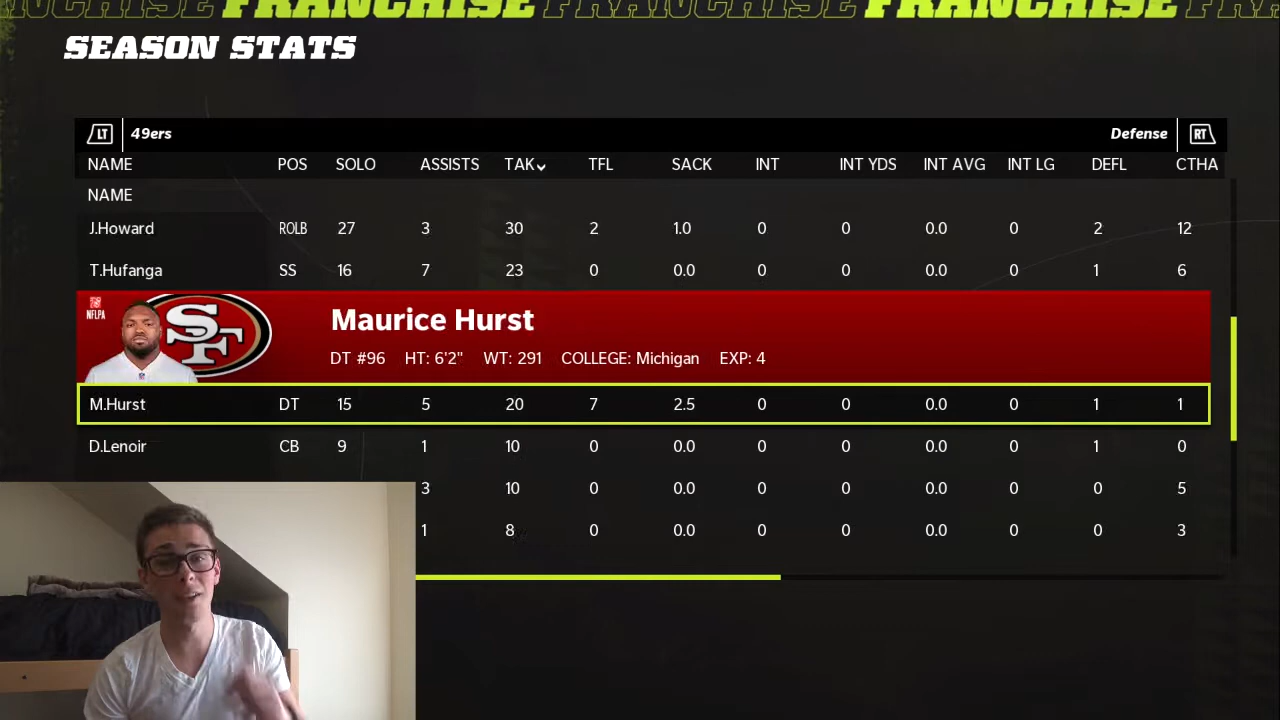 FRANCHISE FRANCHISE FRANCHISE FRANCHISE
SEASON STATS
LT 49ers Defense RT
NAME POS SOLO ASSISTS TAK TFL SACK INT INT YDS INT AVG INT LG DEFL CTHA
NAME
J.Howard ROLB 27 3 30 2 1.0 0 0 0.0 0 2 12
T.Hufanga SS 16 7 23 0 0.0 0 0 0.0 0 1 6
NFLPA SF Maurice Hurst
DT #96 HT: 6'2" WT: 291 COLLEGE: Michigan EXP: 4
M.Hurst DT 15 5 20 7 2.5 0 0 0.0 0 1 1
D.Lenoir CB 9 1 10 0 0.0 0 0 0.0 0 1 0
3 10 0 0.0 0 0 0.0 0 0 5
1 8 0 0.0 0 0 0.0 0 0 3